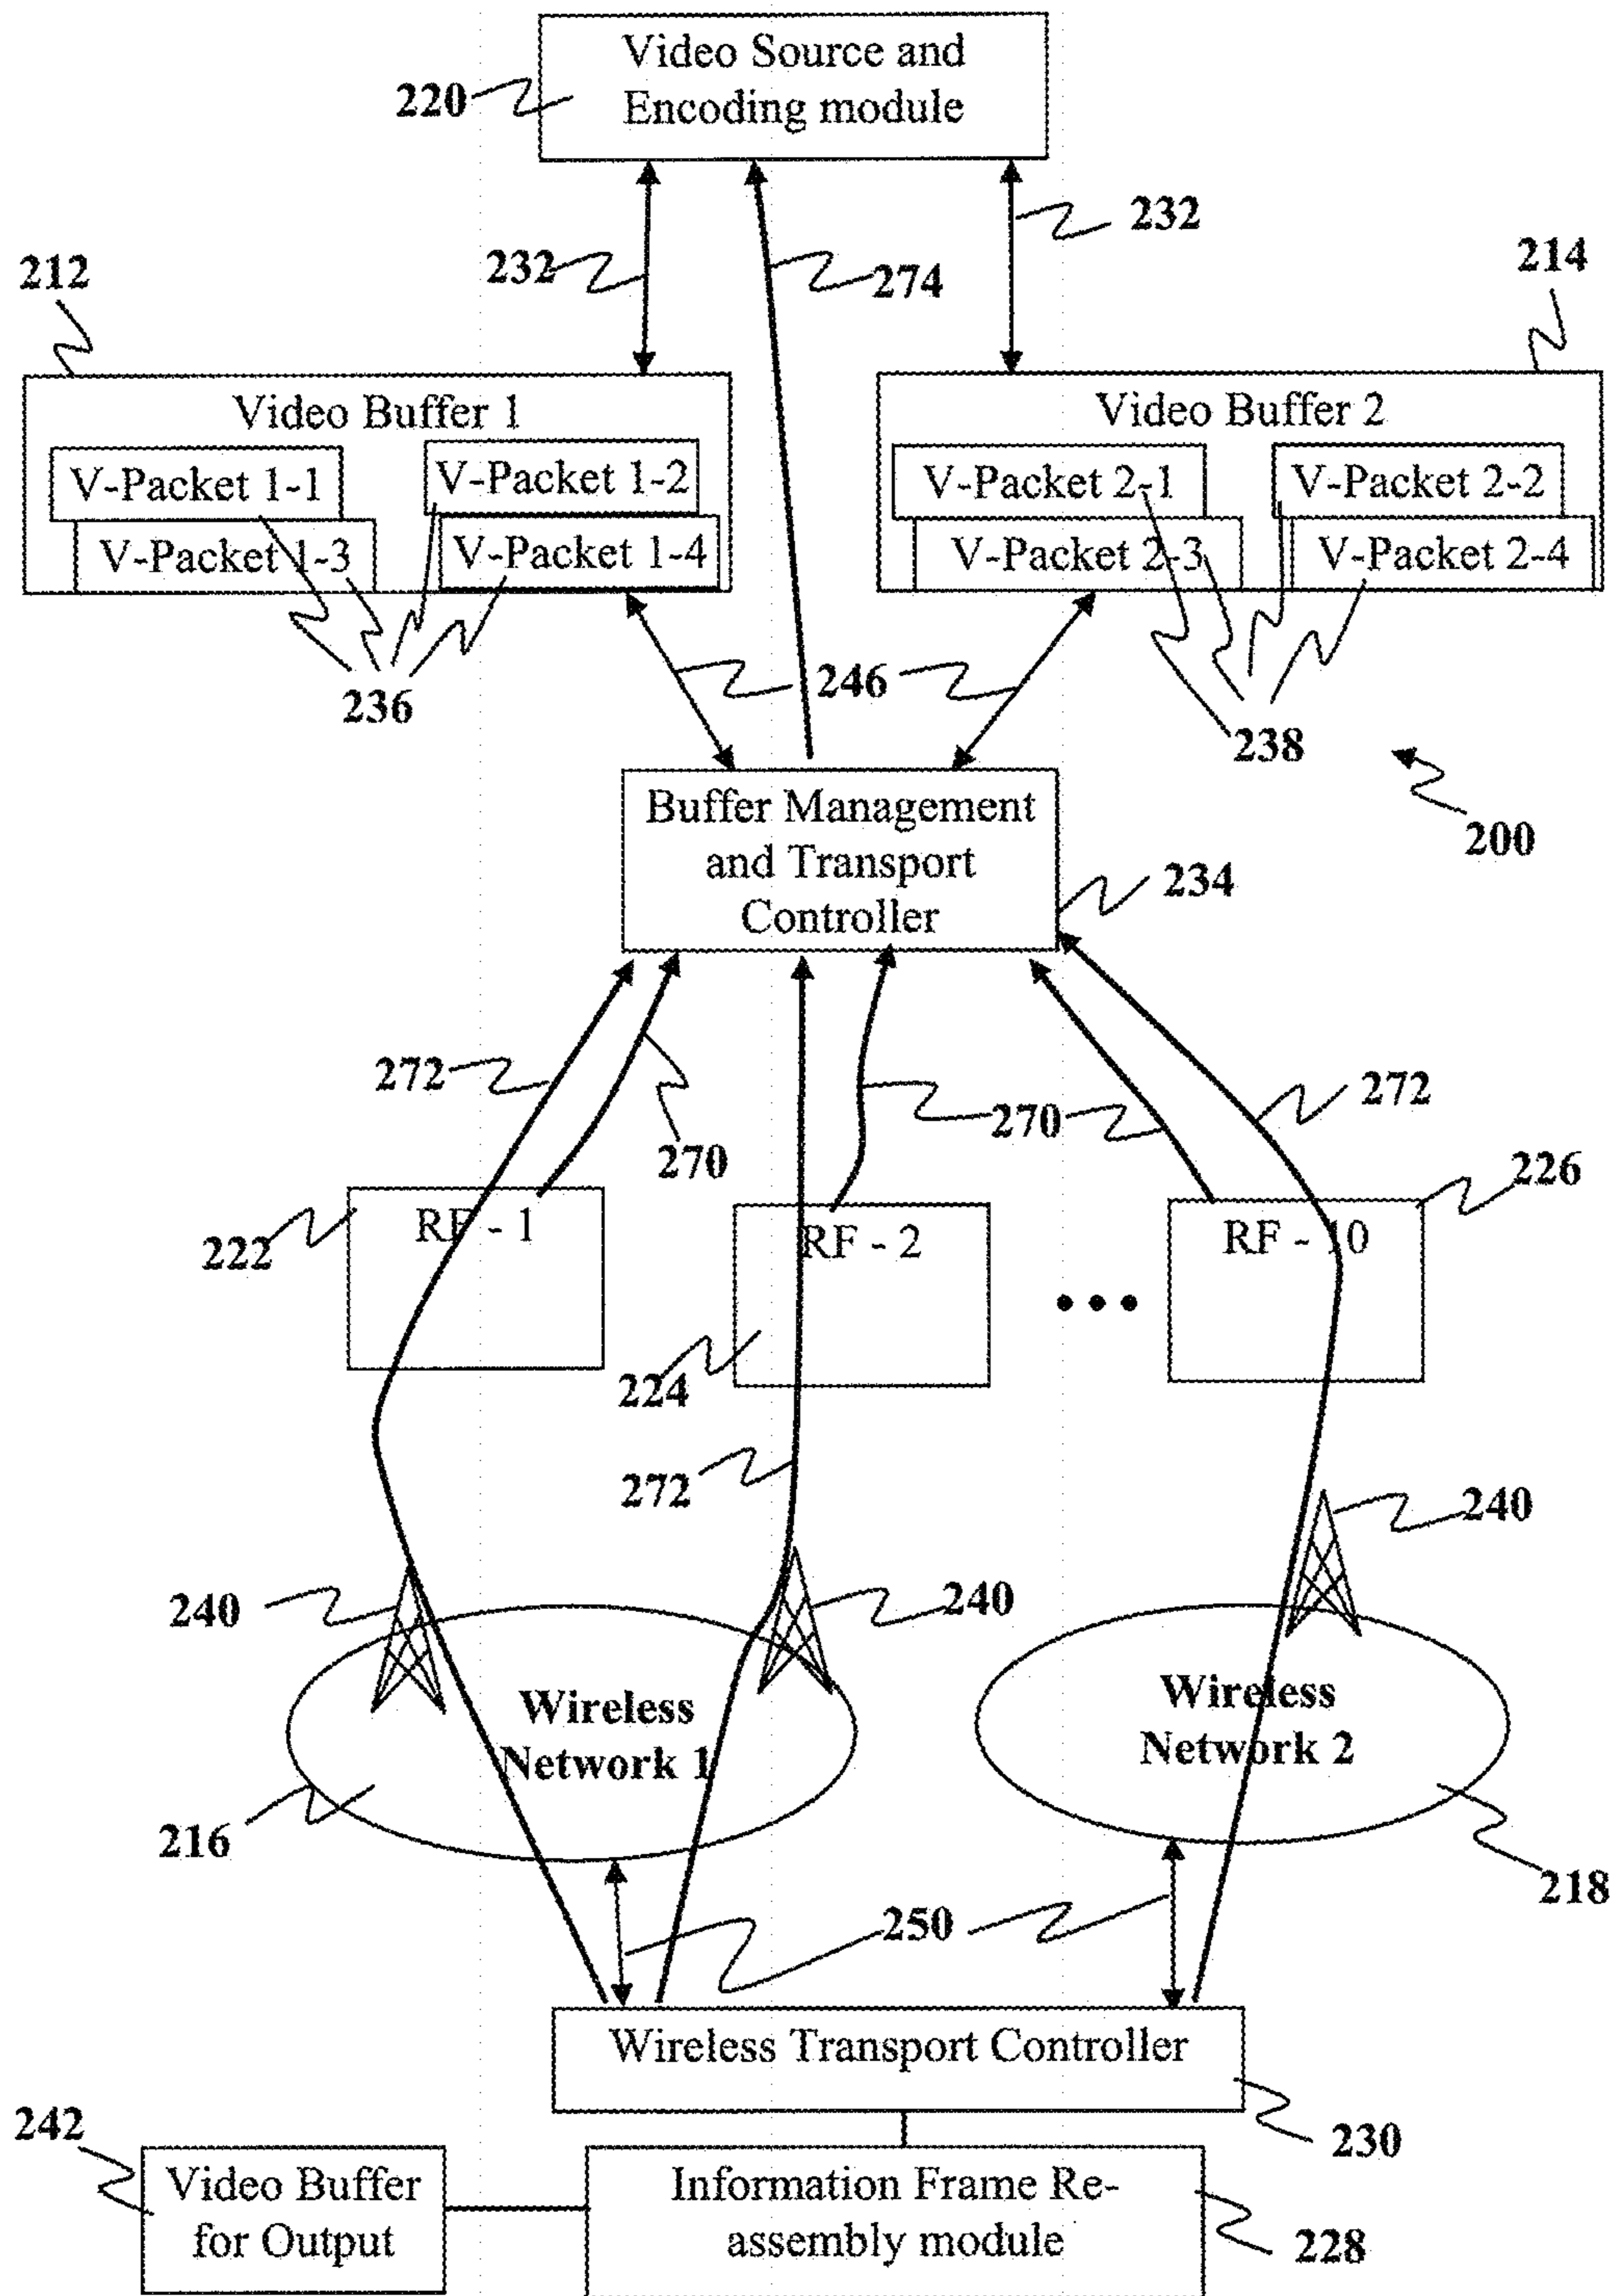 Video Source and
Encoding module
220
232
232
274
212
214
Video Buffer 1
V-Packet 1-1
V-Packet 1-2
V-Packet 1-3
V-Packet 1-4
Video Buffer 2
V-Packet 2-1
V-Packet 2-2
V-Packet 2-3
V-Packet 2-4
236
246
238
200
Buffer Management
and Transport
Controller
234
272
270
270
272
226
222
RF - 1
RF - 2
RF - 10
224
272
240
240
240
Wireless
Network 1
Wireless
Network 2
216
218
250
Wireless Transport Controller
230
242
Video Buffer
for Output
Information Frame Re-
assembly module
228